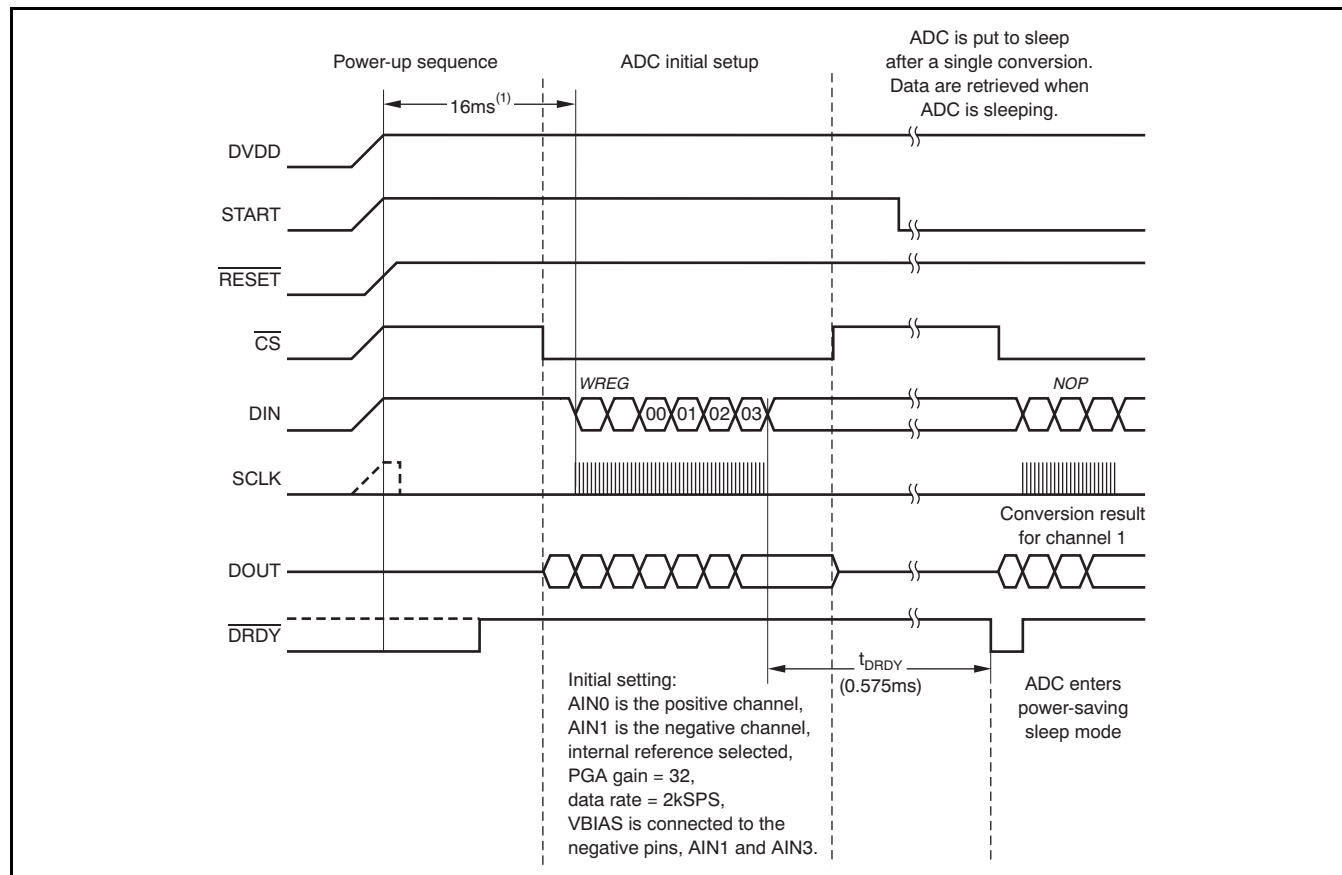 Power-up sequence
ADC initial setup
ADC is put to sleep
after a single conversion.
Data are retrieved when
ADC is sleeping.
16ms(1)
DVDD
START
RESET
CS
WREG
NOP
DIN
00 01 02 03
SCLK
Conversion result
for channel 1
DOUT
DRDY
tDRDY
(0.575ms)
Initial setting:
AIN0 is the positive channel,
AIN1 is the negative channel,
internal reference selected,
PGA gain = 32,
data rate = 2kSPS,
VBIAS is connected to the
negative pins, AIN1 and AIN3.
ADC enters
power-saving
sleep mode